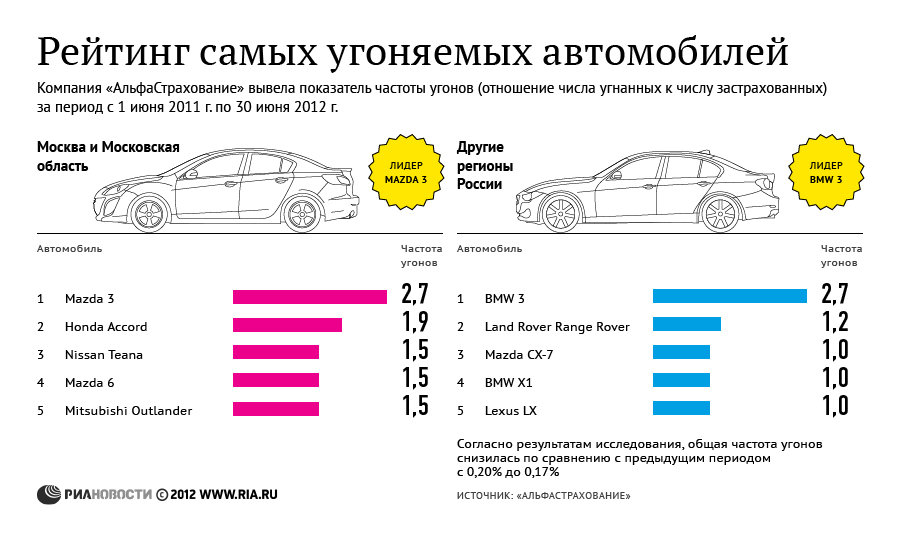 Рейтинг самых угоняемых автомобилей
Компания «АльфаСтрахование» вывела показатель частоты угонов (отношение числа угнанных к числу застрахованных)
за период с 1 июня 2011 г. по 30 июня 2012 г.
Москва и Московская
область
ЛИДЕР
MAZDA 3
Автомобиль
Частота
угонов
1 Mazda 3 2,7
2 Honda Accord 1,9
3 Nissan Teana 1,5
4 Mazda 6 1,5
5 Mitsubishi Outlander 1,5
Другие
регионы
России
ЛИДЕР
BMW 3
Автомобиль
Частота
угонов
1 BMW 3 2,7
2 Land Rover Range Rover 1,2
3 Mazda CX-7 1,0
4 BMW X1 1,0
5 Lexus LX 1,0
Согласно результатам исследования, общая частота угонов
снизилась по сравнению с предыдущим периодом
с 0,20% до 0,17%
РИАНОВОСТИ © 2012 WWW.RIA.RU
ИСТОЧНИК: «АЛЬФАСТРАХОВАНИЕ»